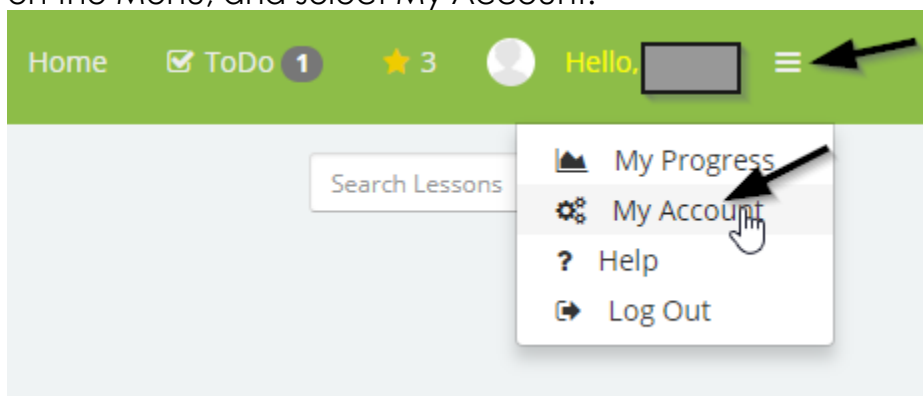 on the Menu, and select My Account.
Home ToDo 1 3 Hello,
Search Lessons
My Progress
My Account
? Help
Log Out